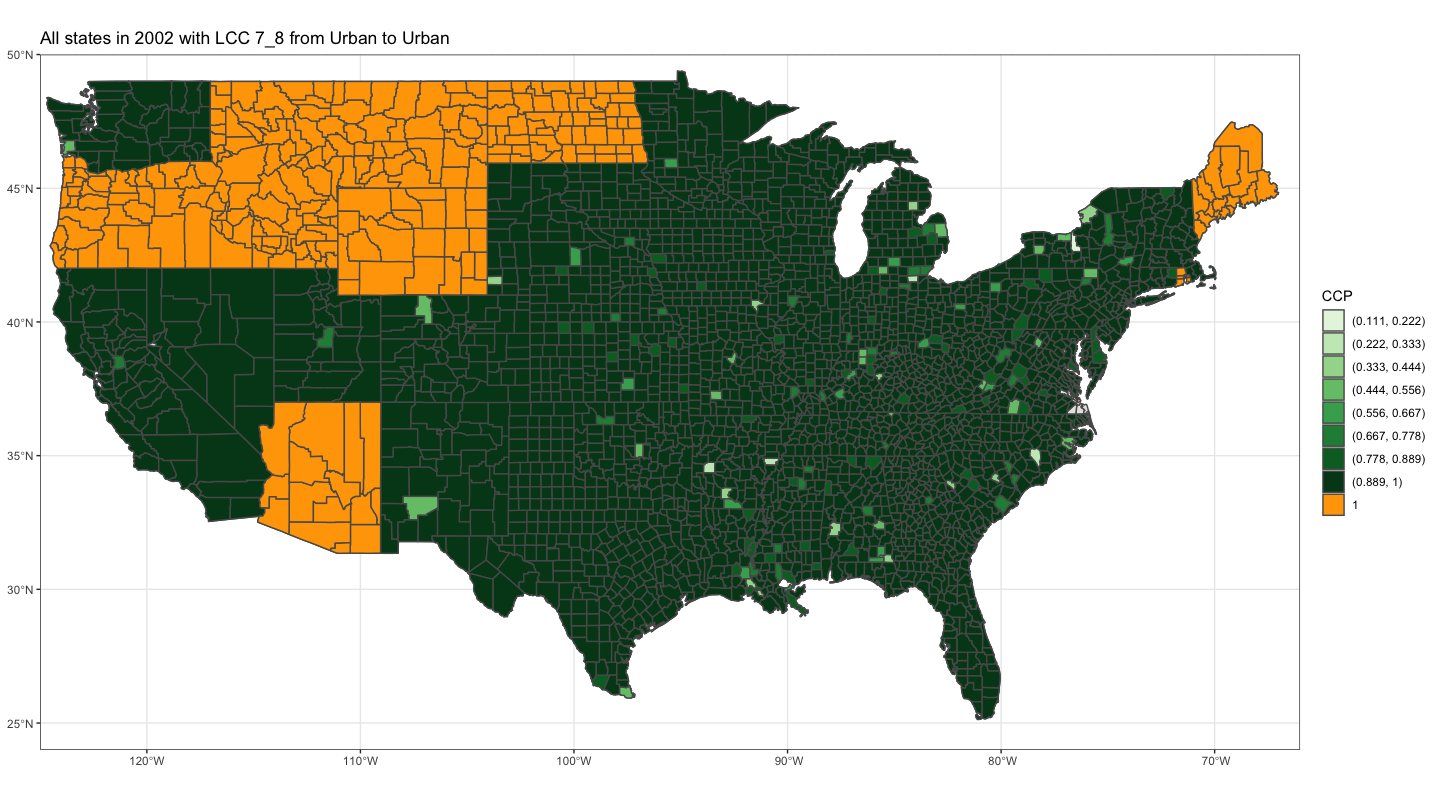 All states in 2002 with LCC 7_8 from Urban to Urban
50°N
45°N
40°N
35°N
30°N
25°N
120°W
110°W
100°W
90°W
80°W
70°W
CCP
(0.111, 0.222)
(0.222, 0.333)
(0.333, 0.444)
(0.444, 0.556)
(0.556, 0.667)
(0.667, 0.778)
(0.778, 0.889)
(0.889, 1)
1